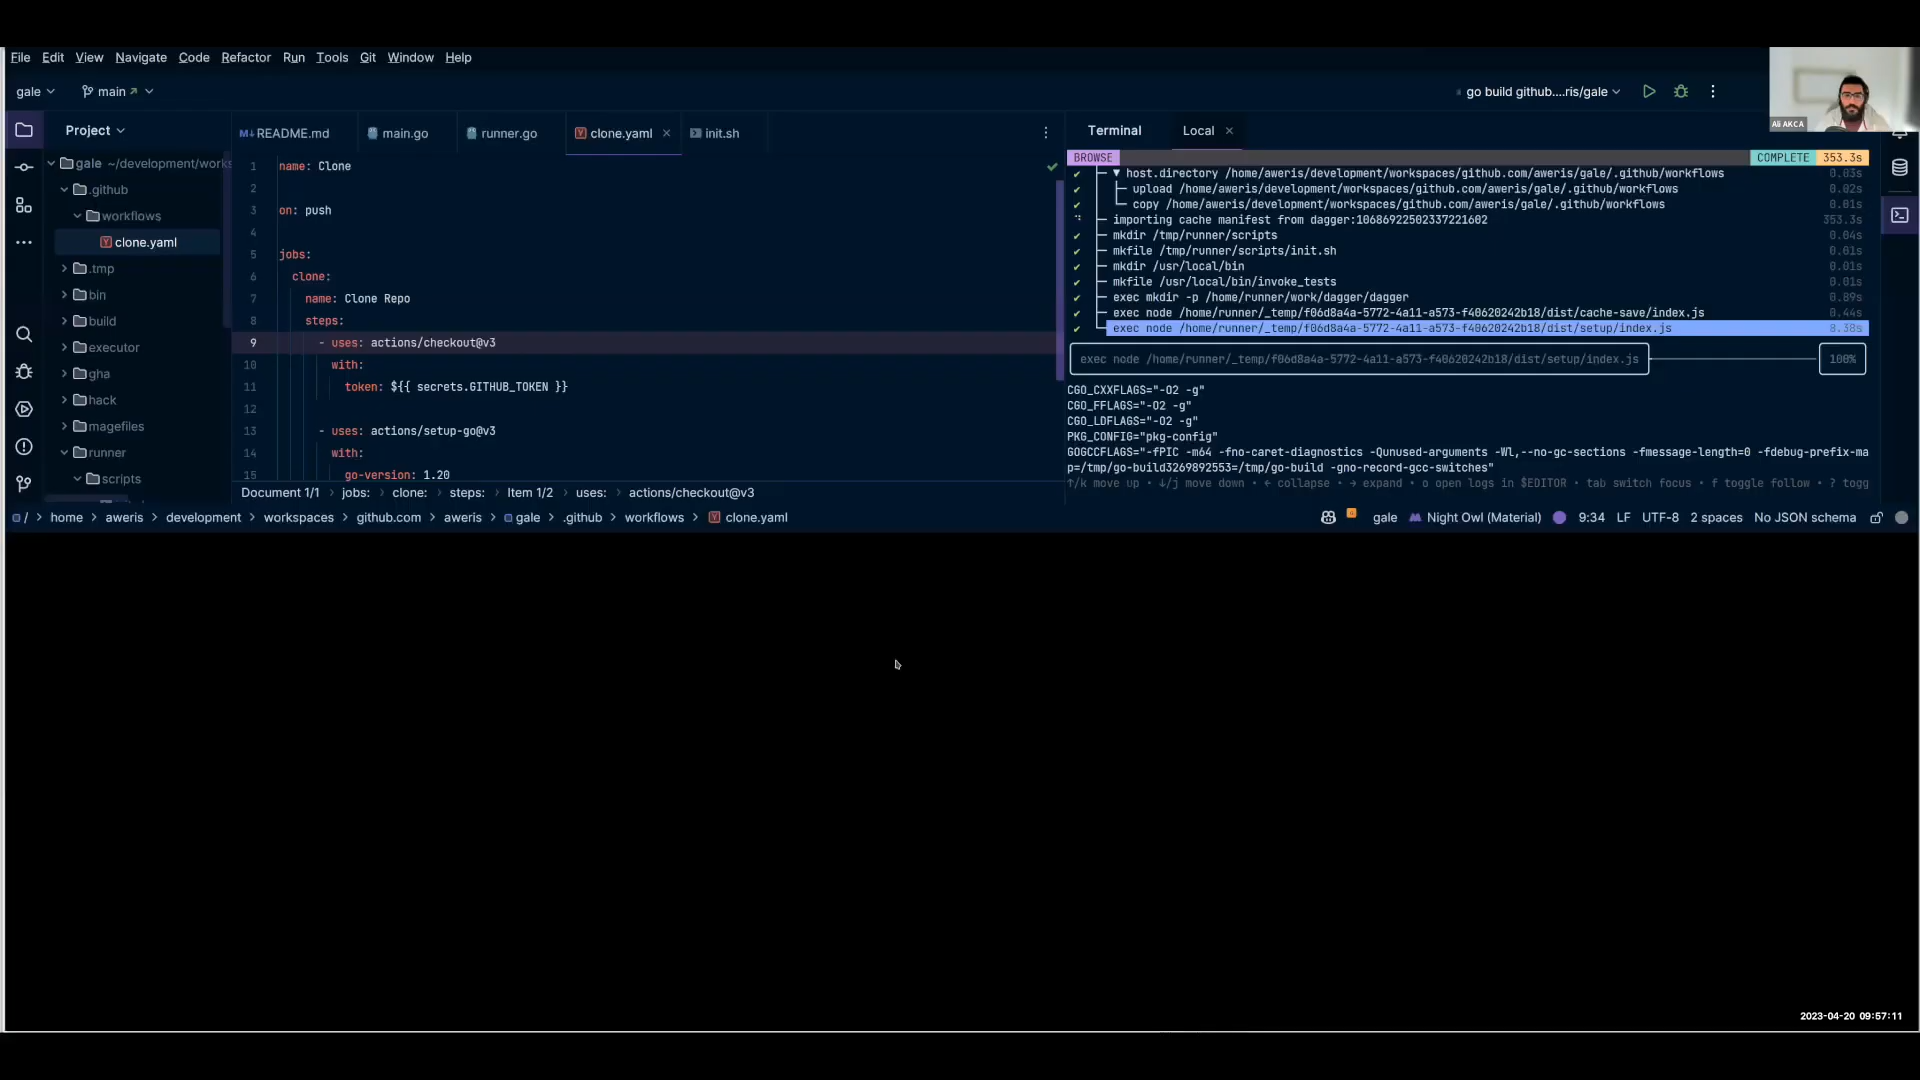 File Edit View Navigate Code Refactor Run Tools Git Window Help
gale main go build github....ris/gale
Ali AKCA
Project
gale ~/development/works
.github
workflows
clone.yaml
.tmp
bin
build
executor
gha
hack
magefiles
runner
scripts
README.md main.go runner.go clone.yaml init.sh
1 name: Clone
2
3 on: push
4
5 jobs:
6 clone:
7 name: Clone Repo
8 steps:
9 - uses: actions/checkout@v3
10 with:
11 token: ${{ secrets.GITHUB_TOKEN }}
12
13 - uses: actions/setup-go@v3
14 with:
15 go-version: 1.20
Document 1/1 jobs: clone: steps: Item 1/2 uses: actions/checkout@v3
Terminal Local
BROWSE COMPLETE 353.3s
host.directory /home/aweris/development/workspaces/github.com/aweris/gale/.github/workflows 0.03s
upload /home/aweris/development/workspaces/github.com/aweris/gale/.github/workflows 0.02s
copy /home/aweris/development/workspaces/github.com/aweris/gale/.github/workflows 0.01s
importing cache manifest from dagger:10686922502337221602 353.3s
mkdir /tmp/runner/scripts 0.04s
mkfile /tmp/runner/scripts/init.sh 0.01s
mkdir /usr/local/bin 0.01s
mkfile /usr/local/bin/invoke_tests 0.01s
exec mkdir -p /home/runner/work/dagger/dagger 0.89s
exec node /home/runner/_temp/f06d8a4a-5772-4a11-a573-f40620242b18/dist/cache-save/index.js 0.44s
exec node /home/runner/_temp/f06d8a4a-5772-4a11-a573-f40620242b18/dist/setup/index.js 8.38s
exec node /home/runner/_temp/f06d8a4a-5772-4a11-a573-f40620242b18/dist/setup/index.js 100%
CGO_CXXFLAGS="-O2 -g"
CGO_FFLAGS="-O2 -g"
CGO_LDFLAGS="-O2 -g"
PKG_CONFIG="pkg-config"
GOGCCFLAGS="-fPIC -m64 -fno-caret-diagnostics -Qunused-arguments -Wl,--no-gc-sections -fmessage-length=0 -fdebug-prefix-ma
p=/tmp/go-build3269892553=/tmp/go-build -gno-record-gcc-switches"
↑/k move up • ↓/j move down • ← collapse • → expand • o open logs in $EDITOR • tab switch focus • f toggle follow • ? togg
/ home aweris development workspaces github.com aweris gale .github workflows clone.yaml
gale Night Owl (Material) 9:34 LF UTF-8 2 spaces No JSON schema
2023-04-20 09:57:11